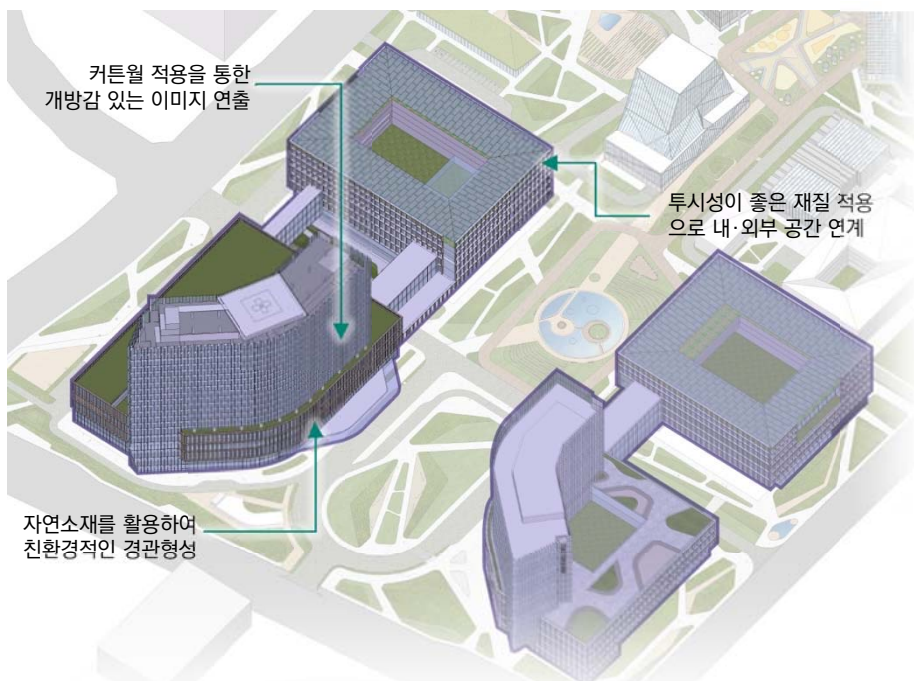 커튼월 적용을 통한
개방감 있는 이미지 연출
투시성이 좋은 재질 적용
으로 내·외부 공간 연계
자연소재를 활용하여
친환경적인 경관형성